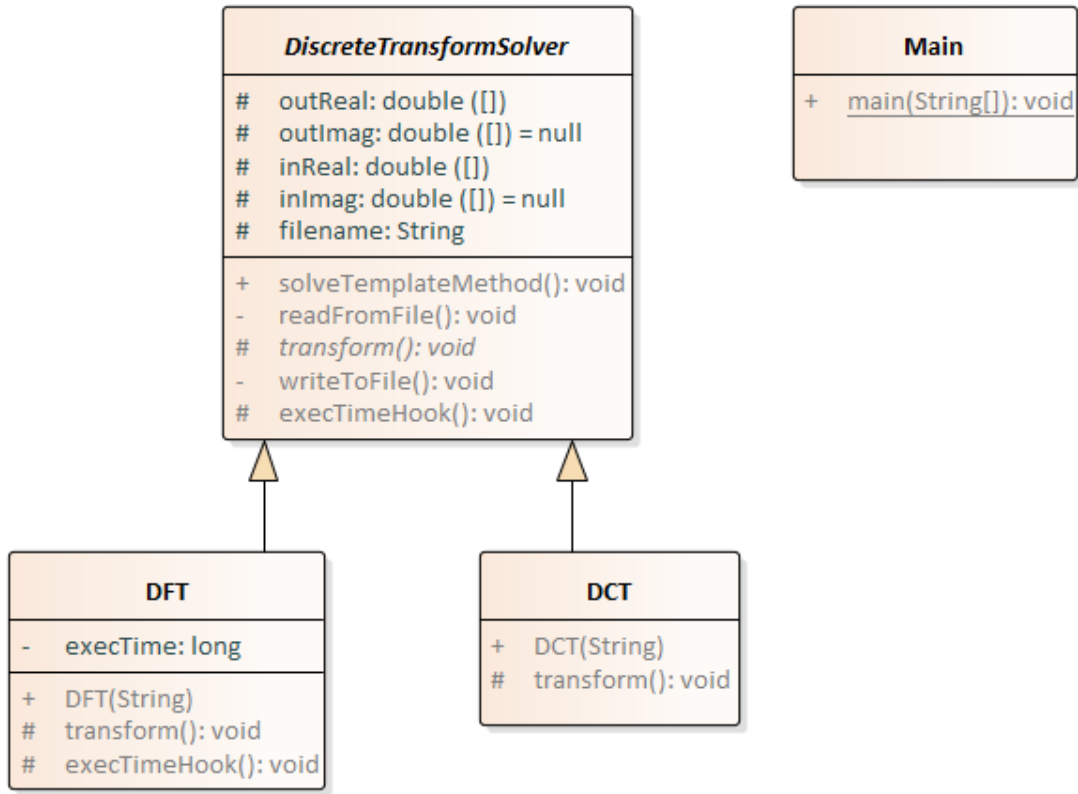 DiscreteTransformSolver
# outReal: double ([])
# outImag: double ([]) = null
# inReal: double ([])
# inImag: double ([]) = null
# filename: String
+ solveTemplateMethod(): void
- readFromFile(): void
# transform(): void
- writeToFile(): void
# execTimeHook(): void
Main
+ main(String[]): void
DFT
- execTime: long
+ DFT(String)
# transform(): void
# execTimeHook(): void
DCT
+ DCT(String)
# transform(): void